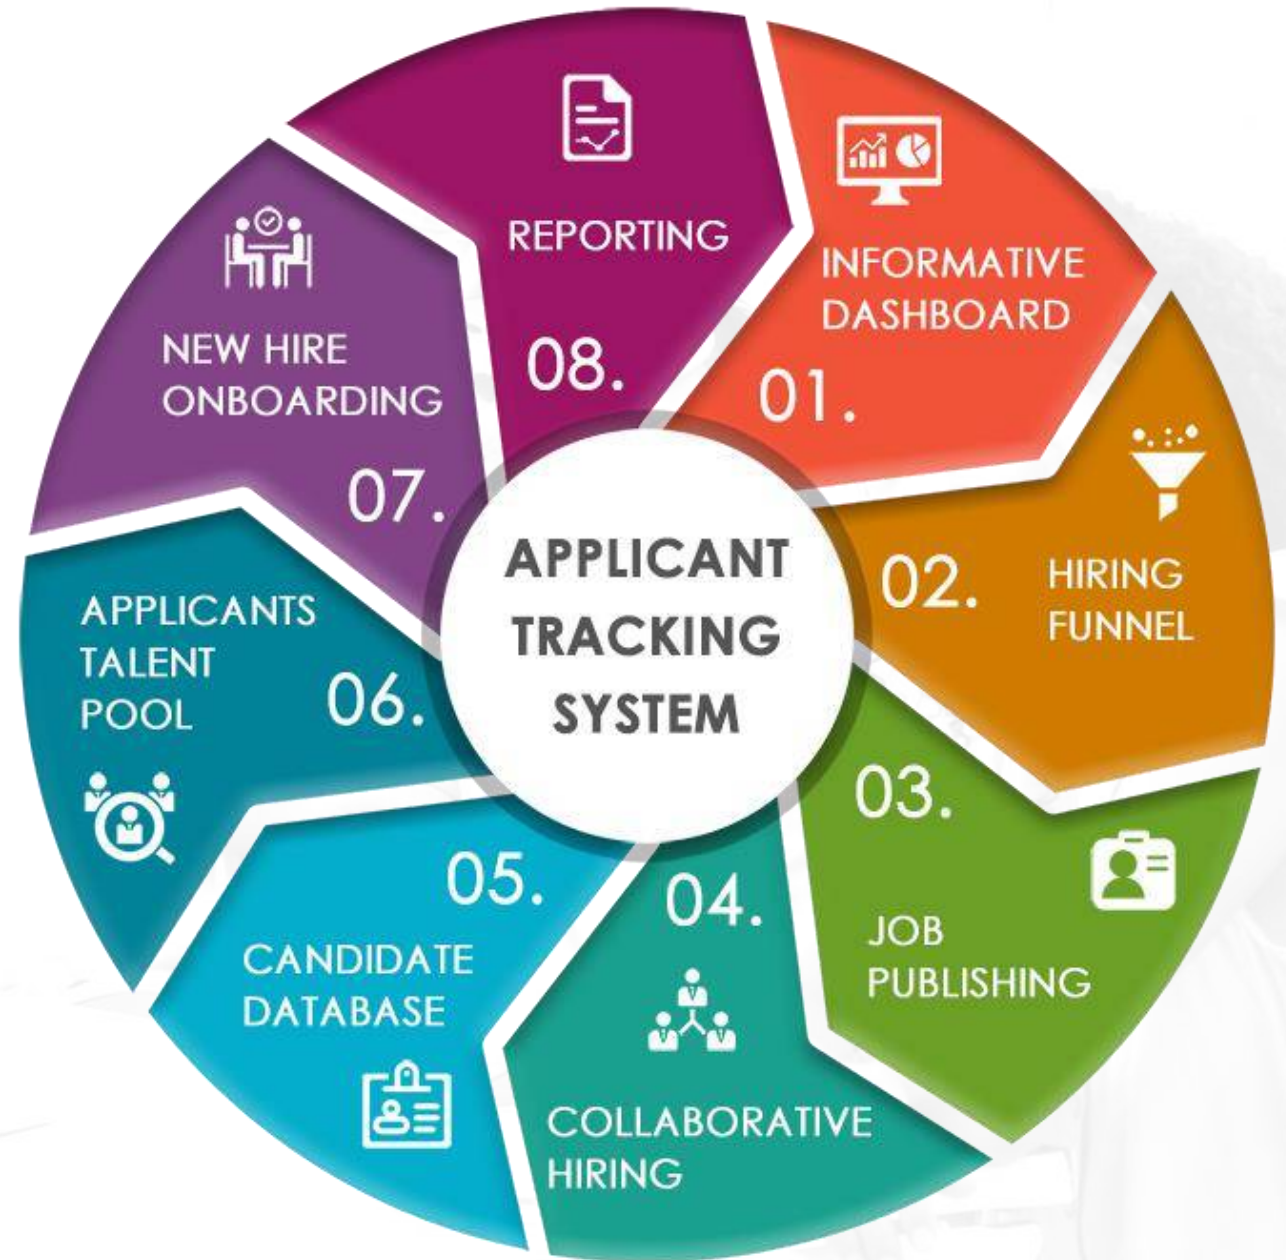 APPLICANT
TRACKING
SYSTEM
INFORMATIVE
DASHBOARD
01.
02.
HIRING
FUNNEL
03.
JOB
PUBLISHING
04.
COLLABORATIVE
HIRING
05.
CANDIDATE
DATABASE
APPLICANTS
TALENT
POOL
06.
NEW HIRE
ONBOARDING
07.
REPORTING
08.